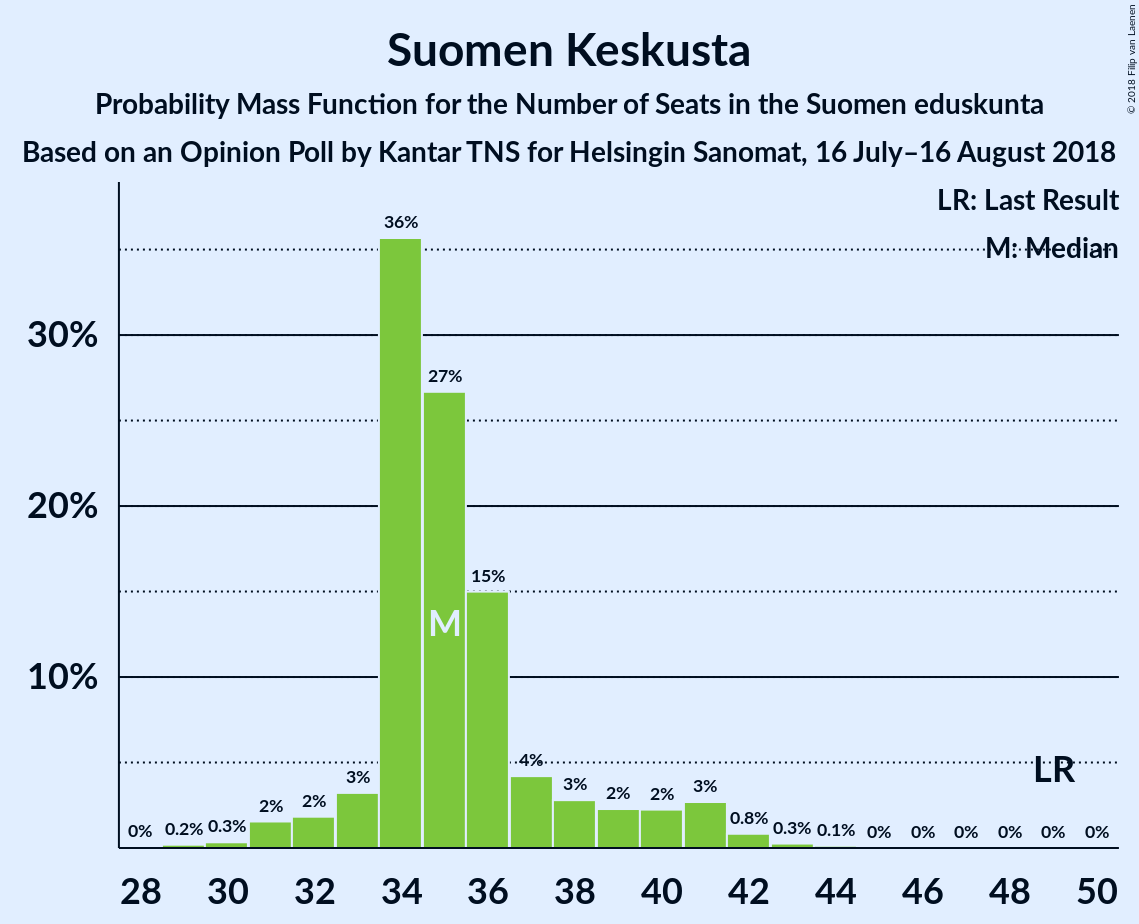 Suomen Keskusta
Probability Mass Function for the Number of Seats in the Suomen eduskunta
Based on an Opinion Poll by Kantar TNS for Helsingin Sanomat, 16 July–16 August 2018
© 2018 Filip van Laenen
LR: Last Result
M: Median
36%
30%
27%
20%
15%
M
10%
LR
4%
3%
3%
3%
2%
2%
2%
2%
0.8%
0% 0.2% 0.3% 0.3% 0.1% 0% 0% 0% 0% 0% 0%
28 30 32 34 36 38 40 42 44 46 48 50